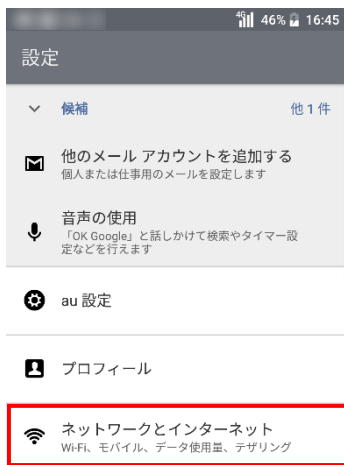 4G 46% 16:45
設定
候補 他 1 件
他のメール アカウントを追加する
個人または仕事用のメールを設定します
音声の使用
「OK Google」と話しかけて検索やタイマー設
定などを行えます
au 設定
プロフィール
ネットワークとインターネット
Wi-Fi、モバイル、データ使用量、テザリング